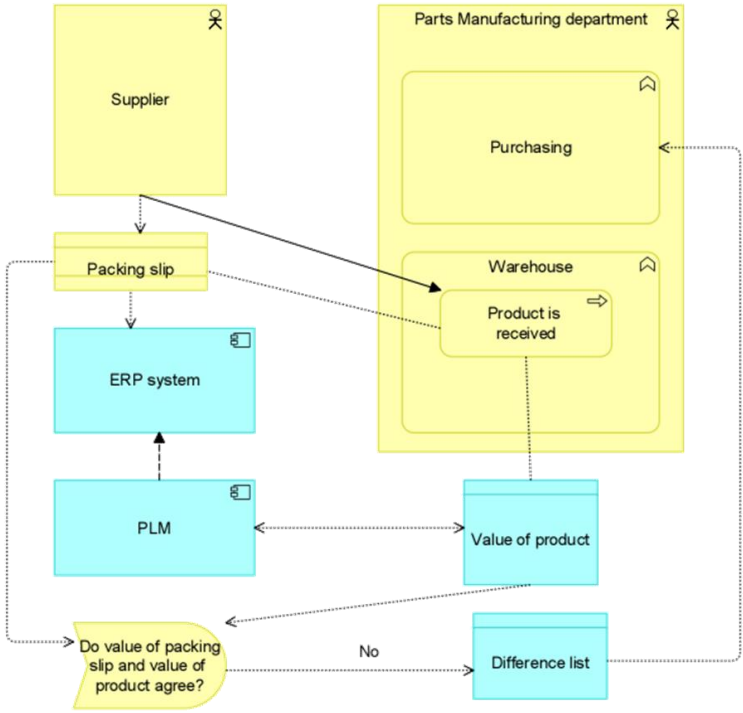 Supplier
Parts Manufacturing department
Purchasing
Packing slip
Warehouse
Product is
received
ERP system
PLM
Value of product
Do value of packing
slip and value of
product agree?
No
Difference list